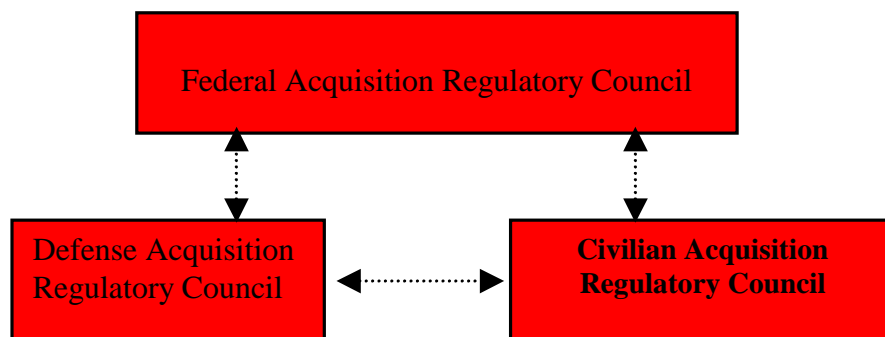 Federal Acquisition Regulatory Council
Defense Acquisition
Regulatory Council
Civilian Acquisition
Regulatory Council